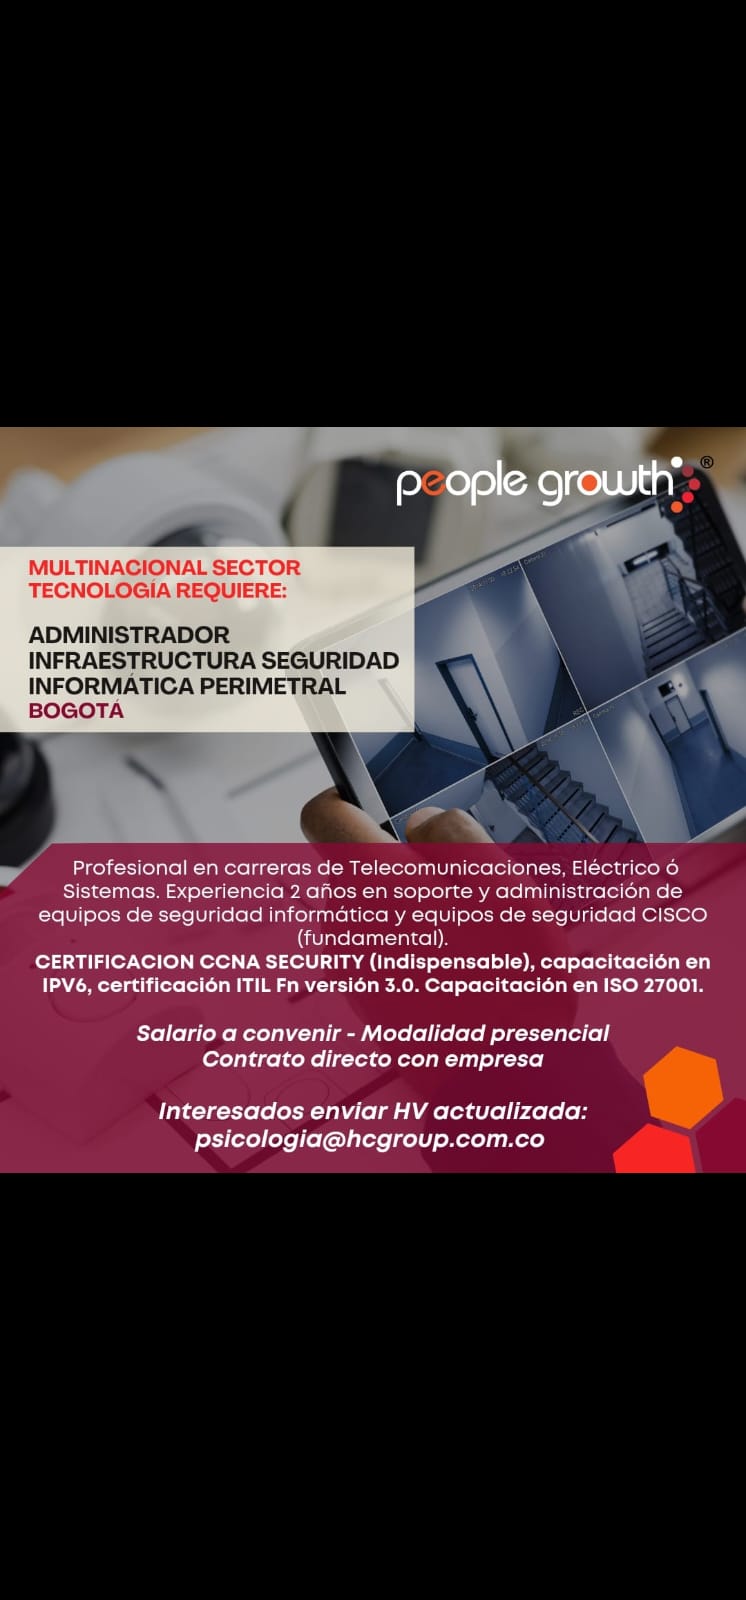 people growth®
MULTINACIONAL SECTOR
TECNOLOGÍA REQUIERE:
ADMINISTRADOR
INFRAESTRUCTURA SEGURIDAD
INFORMÁTICA PERIMETRAL
BOGOTÁ
Profesional en carreras de Telecomunicaciones, Eléctrico ó
Sistemas. Experiencia 2 años en soporte y administración de
equipos de seguridad informática y equipos de seguridad CISCO
(fundamental).
CERTIFICACION CCNA SECURITY (Indispensable), capacitación en
IPV6, certificación ITIL Fn versión 3.0. Capacitación en ISO 27001.
Salario a convenir - Modalidad presencial
Contrato directo con empresa
Interesados enviar HV actualizada:
psicologia@hcgroup.com.co